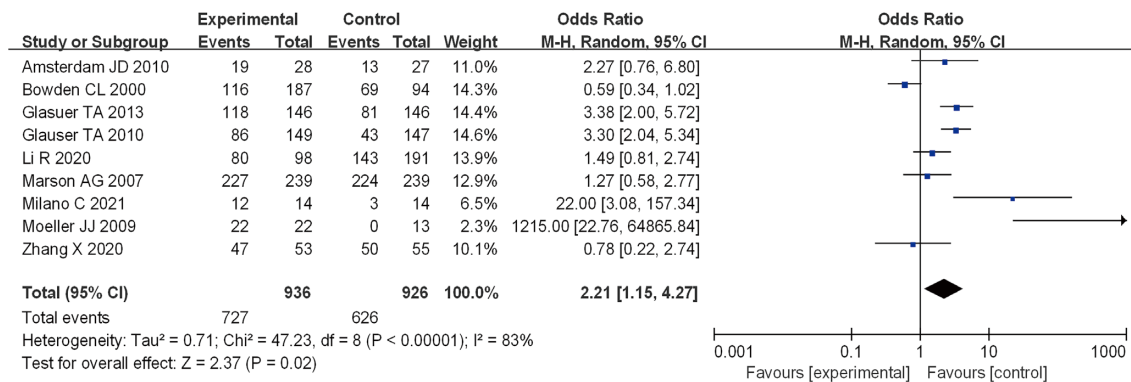 Experimental Control Odds Ratio Odds Ratio
Study or Subgroup Events Total Events Total Weight M-H, Random, 95% CI M-H, Random, 95% CI
Amsterdam JD 2010 19 28 13 27 11.0% 2.27 [0.76, 6.80]
Bowden CL 2000 116 187 69 94 14.3% 0.59 [0.34, 1.02]
Glasuer TA 2013 118 146 81 146 14.4% 3.38 [2.00, 5.72]
Glauser TA 2010 86 149 43 147 14.6% 3.30 [2.04, 5.34]
Li R 2020 80 98 143 191 13.9% 1.49 [0.81, 2.74]
Marson AG 2007 227 239 224 239 12.9% 1.27 [0.58, 2.77]
Milano C 2021 12 14 3 14 6.5% 22.00 [3.08, 157.34]
Moeller JJ 2009 22 22 0 13 2.3% 1215.00 [22.76, 64865.84]
Zhang X 2020 47 53 50 55 10.1% 0.78 [0.22, 2.74]
Total (95% CI) 936 926 100.0% 2.21 [1.15, 4.27]
Total events 727 626
Heterogeneity: Tau² = 0.71; Chi² = 47.23, df = 8 (P < 0.00001); I² = 83%
Test for overall effect: Z = 2.37 (P = 0.02)
0.001 0.1 1 10 1000
Favours [experimental] Favours [control]